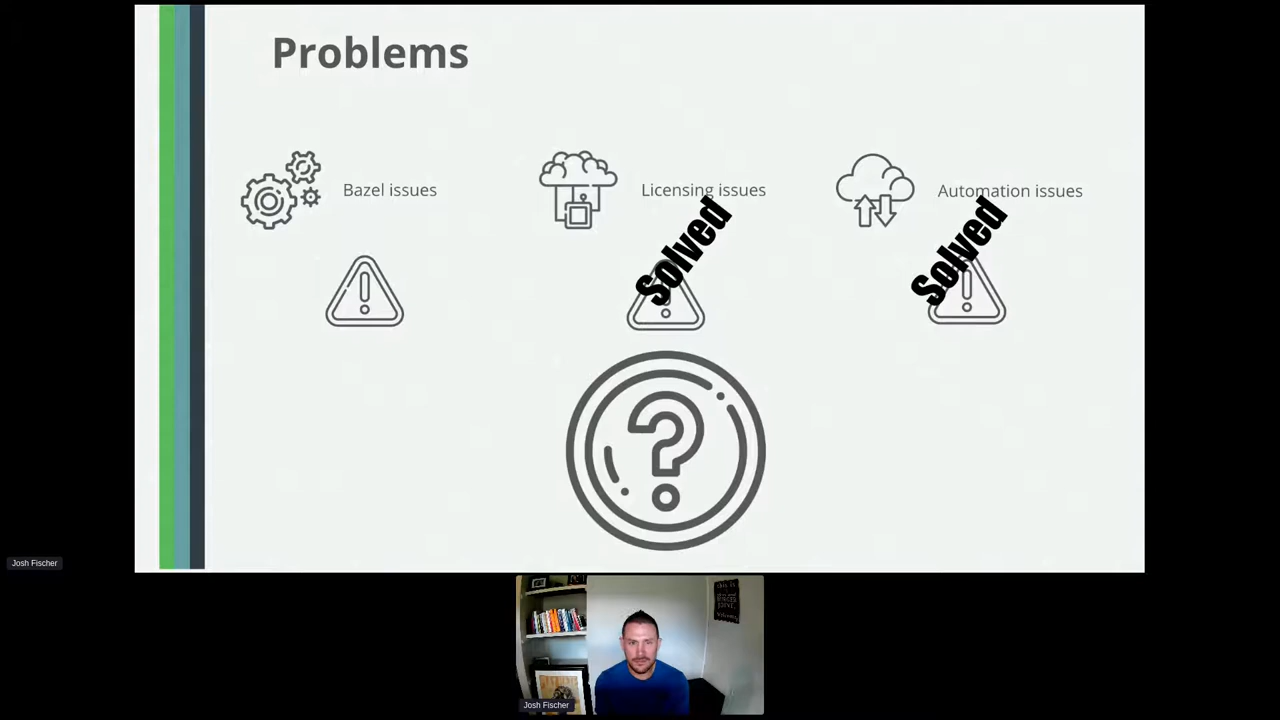 Problems
Bazel issues
Licensing issues
Automation issues
Solved
Solved
Josh Fischer
Josh Fischer